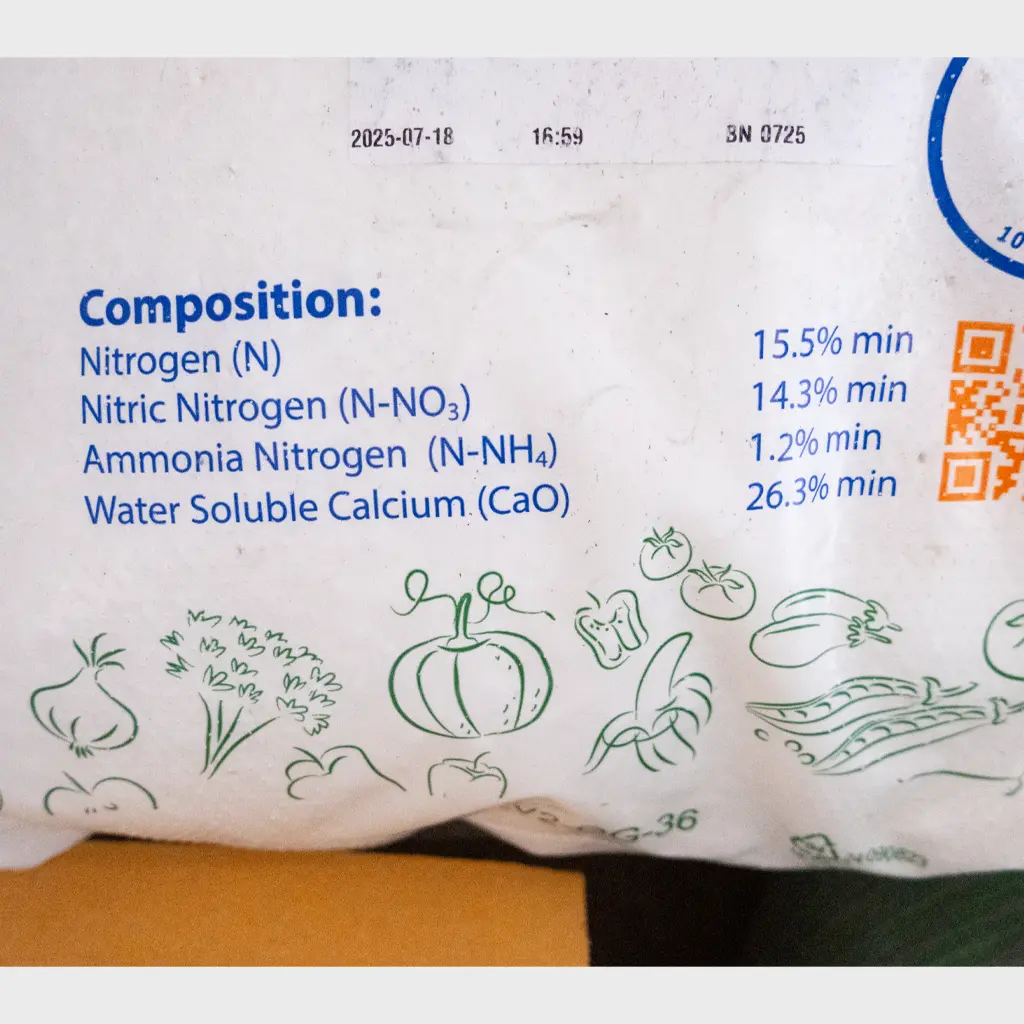 2025-07-18 16:59 BN 0725
10
Composition:
Nitrogen (N) 15.5% min
Nitric Nitrogen (N-NO₃) 14.3% min
Ammonia Nitrogen (N-NH₄) 1.2% min
Water Soluble Calcium (CaO) 26.3% min